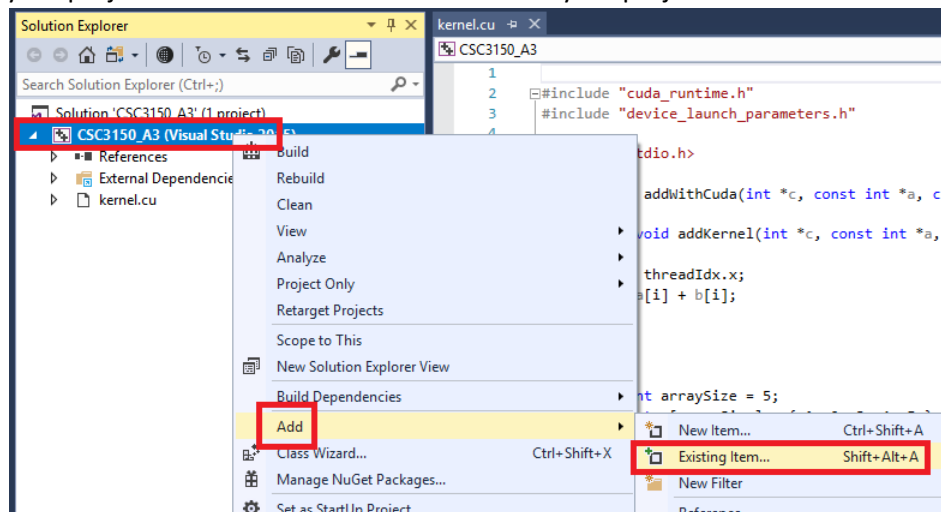 Solution Explorer
kernel.cu
CSC3150_A3
Search Solution Explorer (Ctrl+;)
Solution 'CSC3150_A3' (1 project)
CSC3150_A3 (Visual Studio
References
External Dependencie
kernel.cu
1
2 #include "cuda_runtime.h"
3 #include "device_launch_parameters.h"
4
tdio.h>
addWithCuda(int *c, const int *a, c
void addKernel(int *c, const int *a,
threadIdx.x;
[i] + b[i];
nt arraySize = 5;
Build
Rebuild
Clean
View
Analyze
Project Only
Retarget Projects
Scope to This
New Solution Explorer View
Build Dependencies
Add
Class Wizard... Ctrl+Shift+X
Manage NuGet Packages...
Set as StartUp Project
New Item... Ctrl+Shift+A
Existing Item... Shift+Alt+A
New Filter
Reference